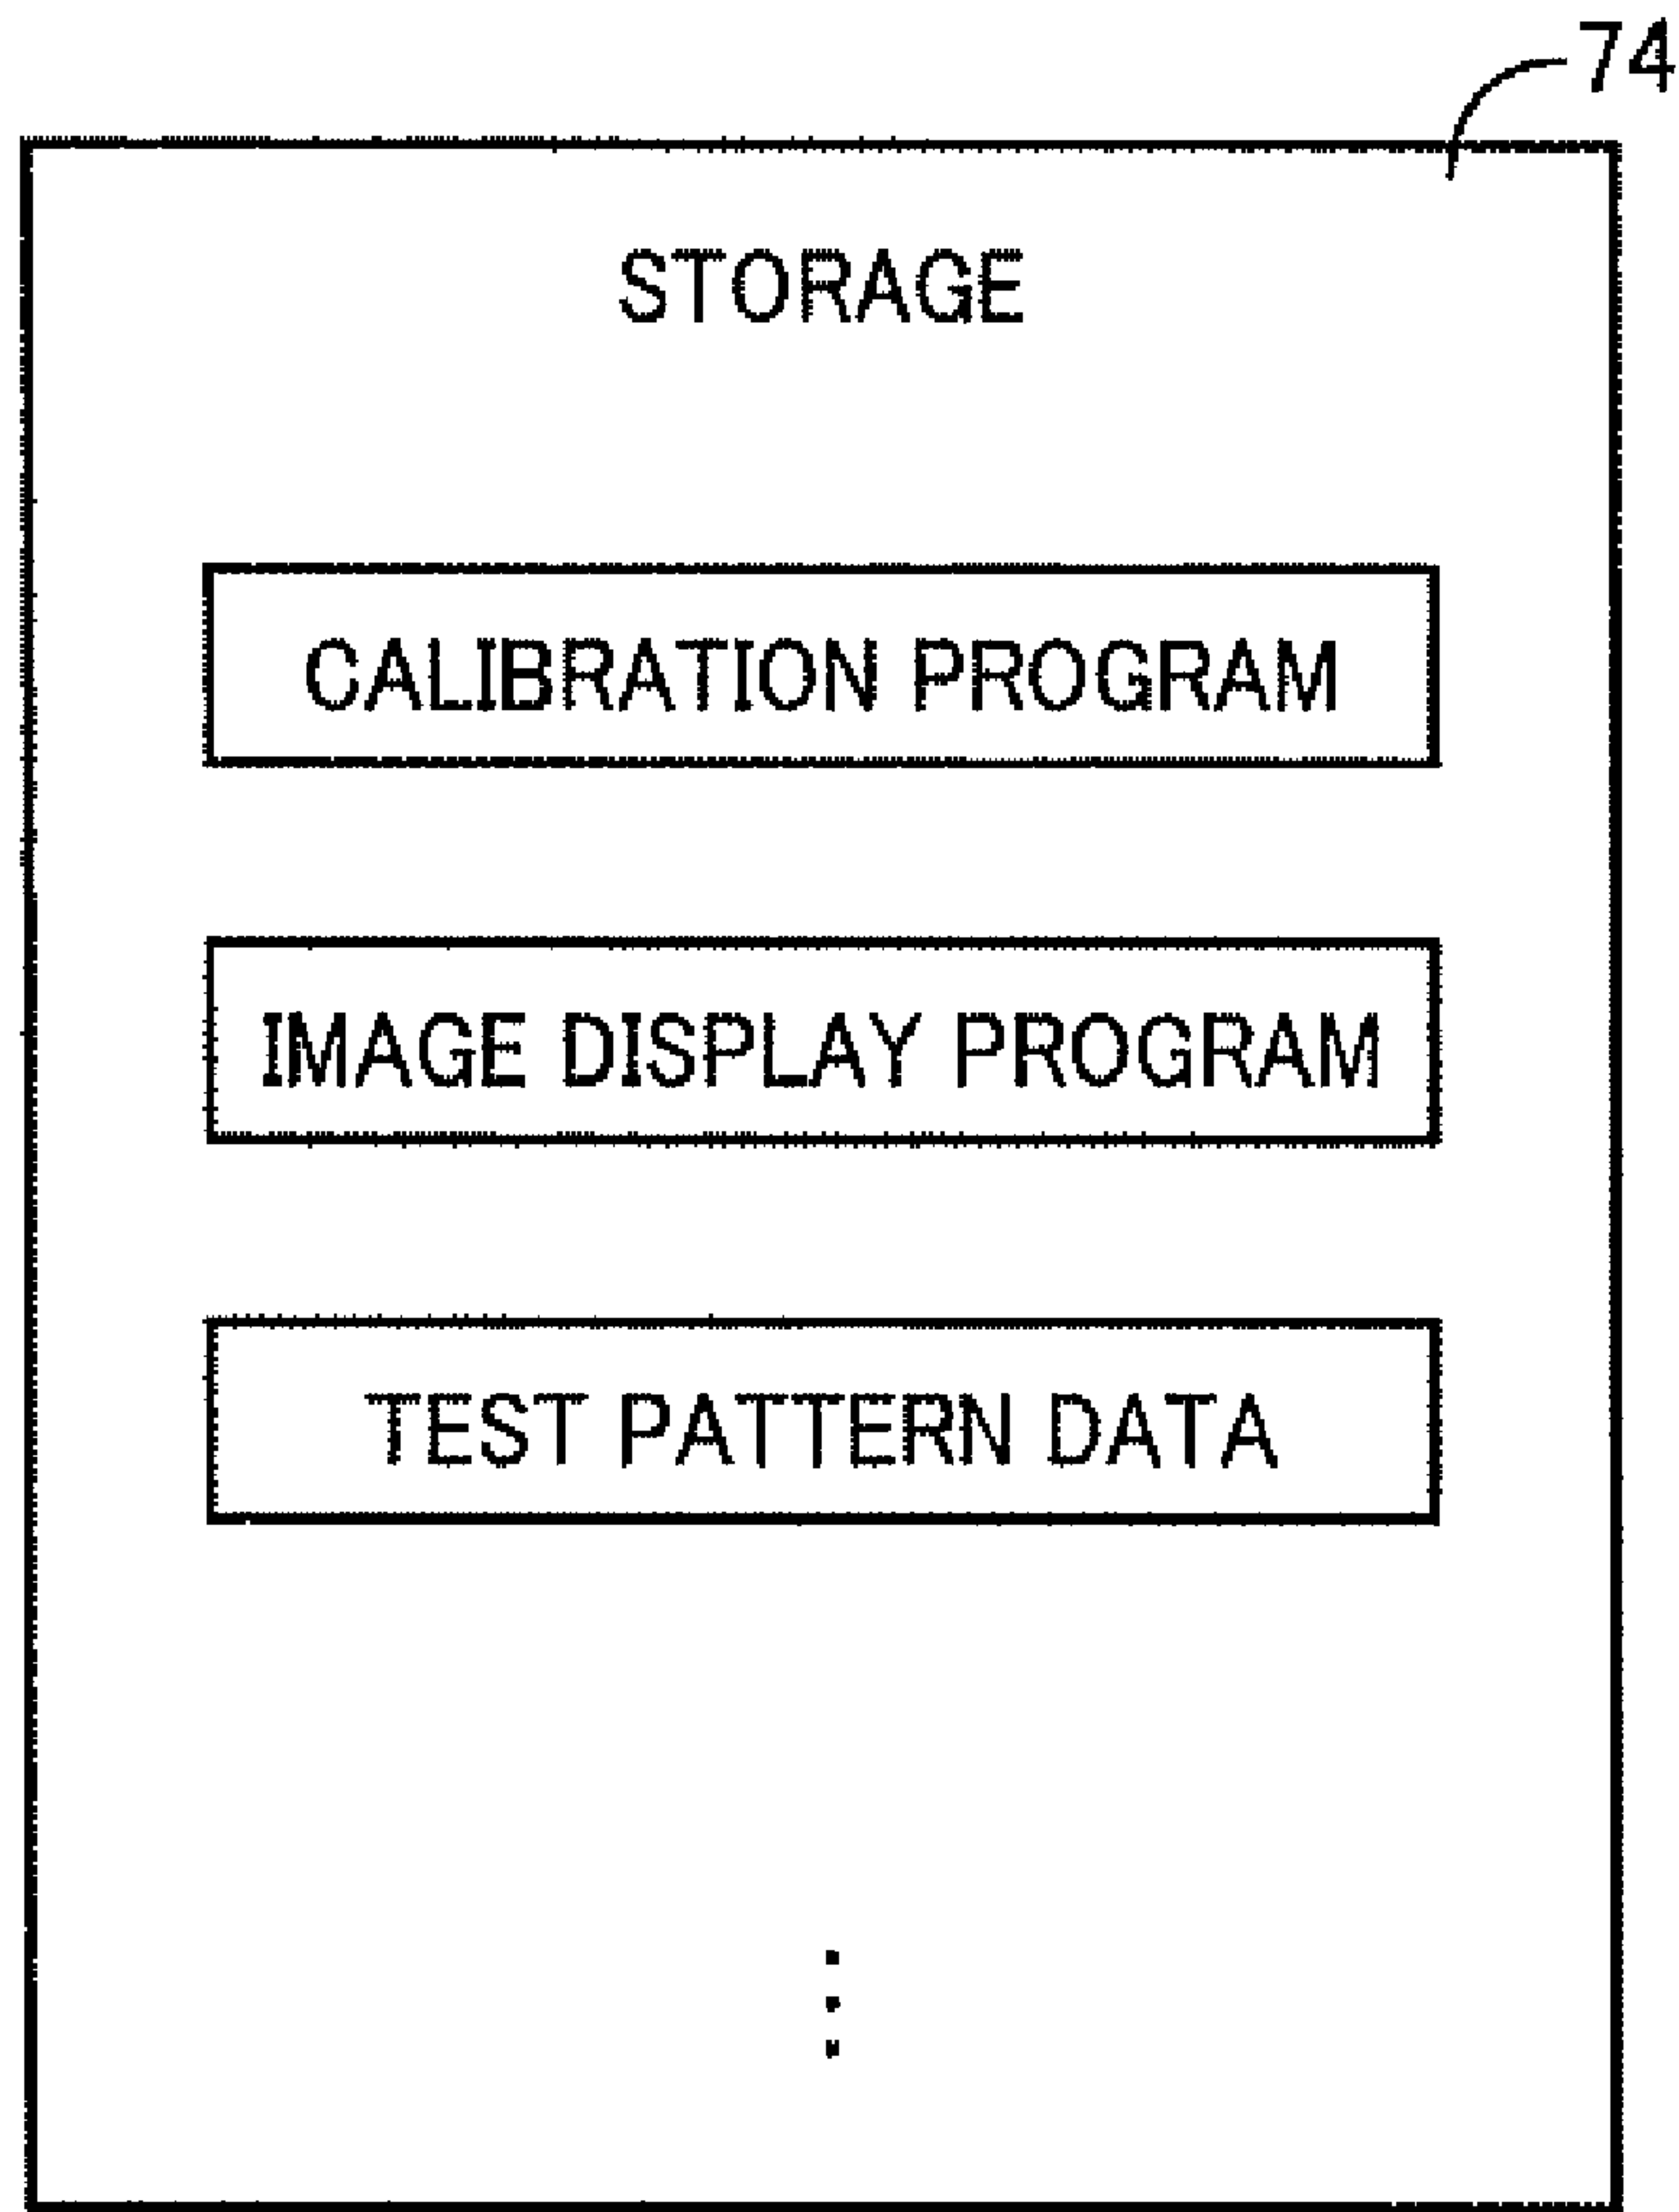 74
STORAGE
CALIBRATION PROGRAM
IMAGE DISPLAY PROGRAM
TEST PATTERN DATA